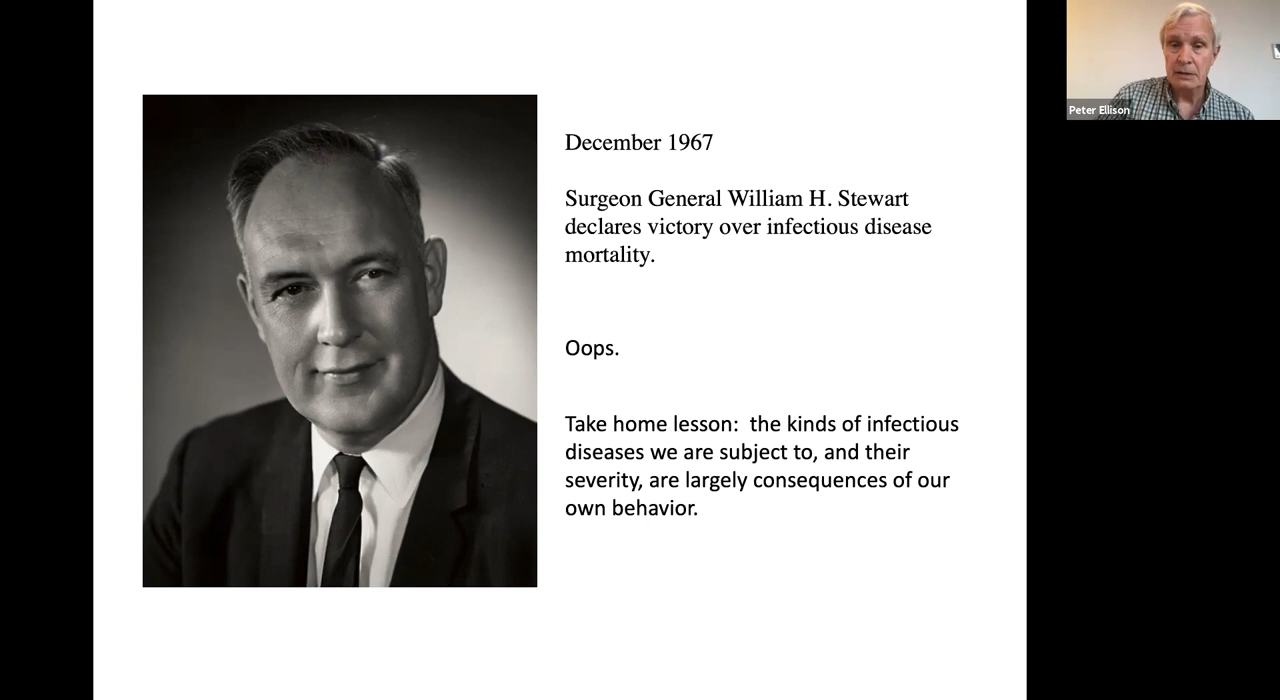 December 1967
Surgeon General William H. Stewart
declares victory over infectious disease
mortality.
Oops.
Take home lesson:  the kinds of infectious
diseases we are subject to, and their
severity, are largely consequences of our
own behavior.
Peter Ellison